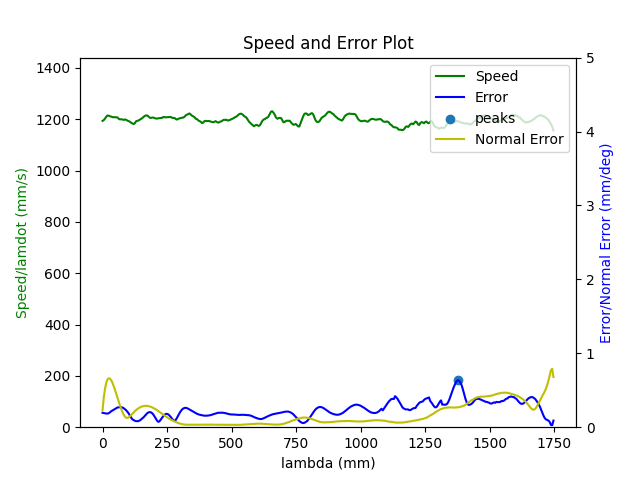 Speed and Error Plot
Speed
Error
peaks
Normal Error
1400
1200
1000
800
600
400
200
0
Speed/lamdot (mm/s)
5
4
3
2
1
0
Error/Normal Error (mm/deg)
0 250 500 750 1000 1250 1500 1750
lambda (mm)